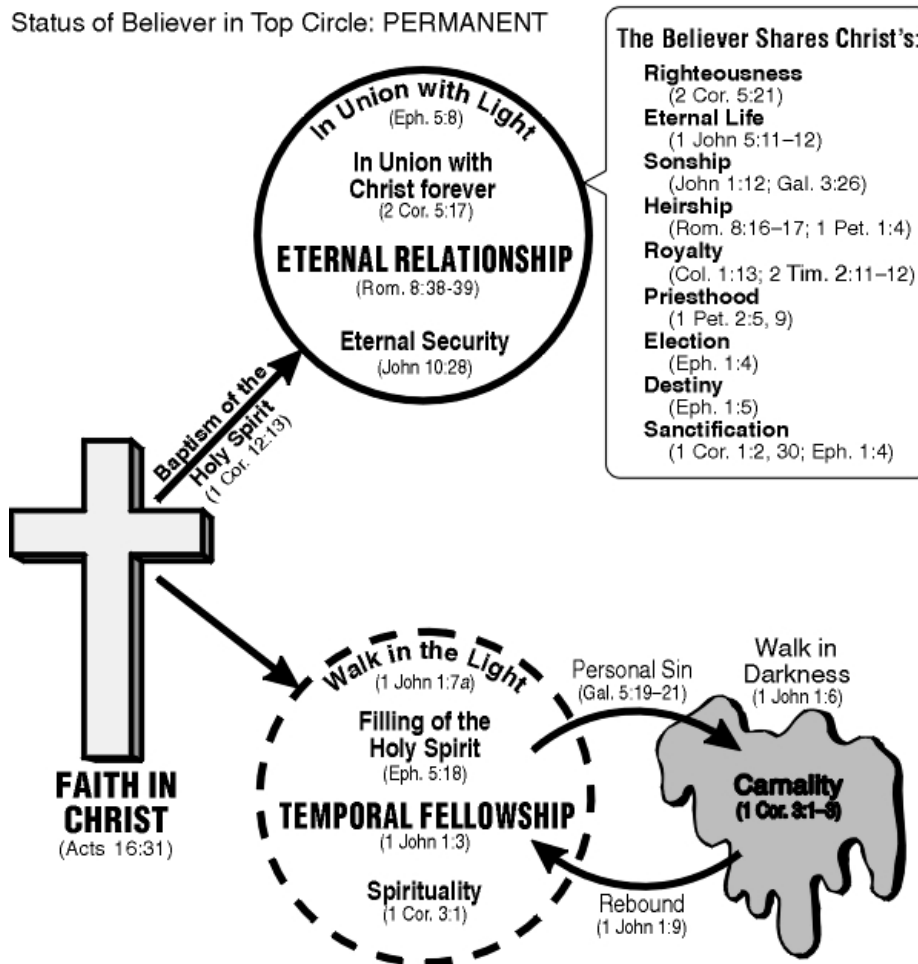 Status of Believer in Top Circle: PERMANENT
In Union with Light
(Eph. 5:8)
In Union with
Christ forever
(2 Cor. 5:17)
ETERNAL RELATIONSHIP
(Rom. 8:38-39)
Eternal Security
(John 10:28)
The Believer Shares Christ's:
Righteousness
(2 Cor. 5:21)
Eternal Life
(1 John 5:11–12)
Sonship
(John 1:12; Gal. 3:26)
Heirship
(Rom. 8:16–17; 1 Pet. 1:4)
Royalty
(Col. 1:13; 2 Tim. 2:11–12)
Priesthood
(1 Pet. 2:5, 9)
Election
(Eph. 1:4)
Destiny
(Eph. 1:5)
Sanctification
(1 Cor. 1:2, 30; Eph. 1:4)
Baptism of the
Holy Spirit
(1 Cor. 12:13)
FAITH IN
CHRIST
(Acts 16:31)
Walk in the Light
(1 John 1:7a)
Filling of the
Holy Spirit
(Eph. 5:18)
TEMPORAL FELLOWSHIP
(1 John 1:3)
Spirituality
(1 Cor. 3:1)
Personal Sin
(Gal. 5:19–21)
Walk in
Darkness
(1 John 1:6)
Carnality
(1 Cor. 3:1–3)
Rebound
(1 John 1:9)